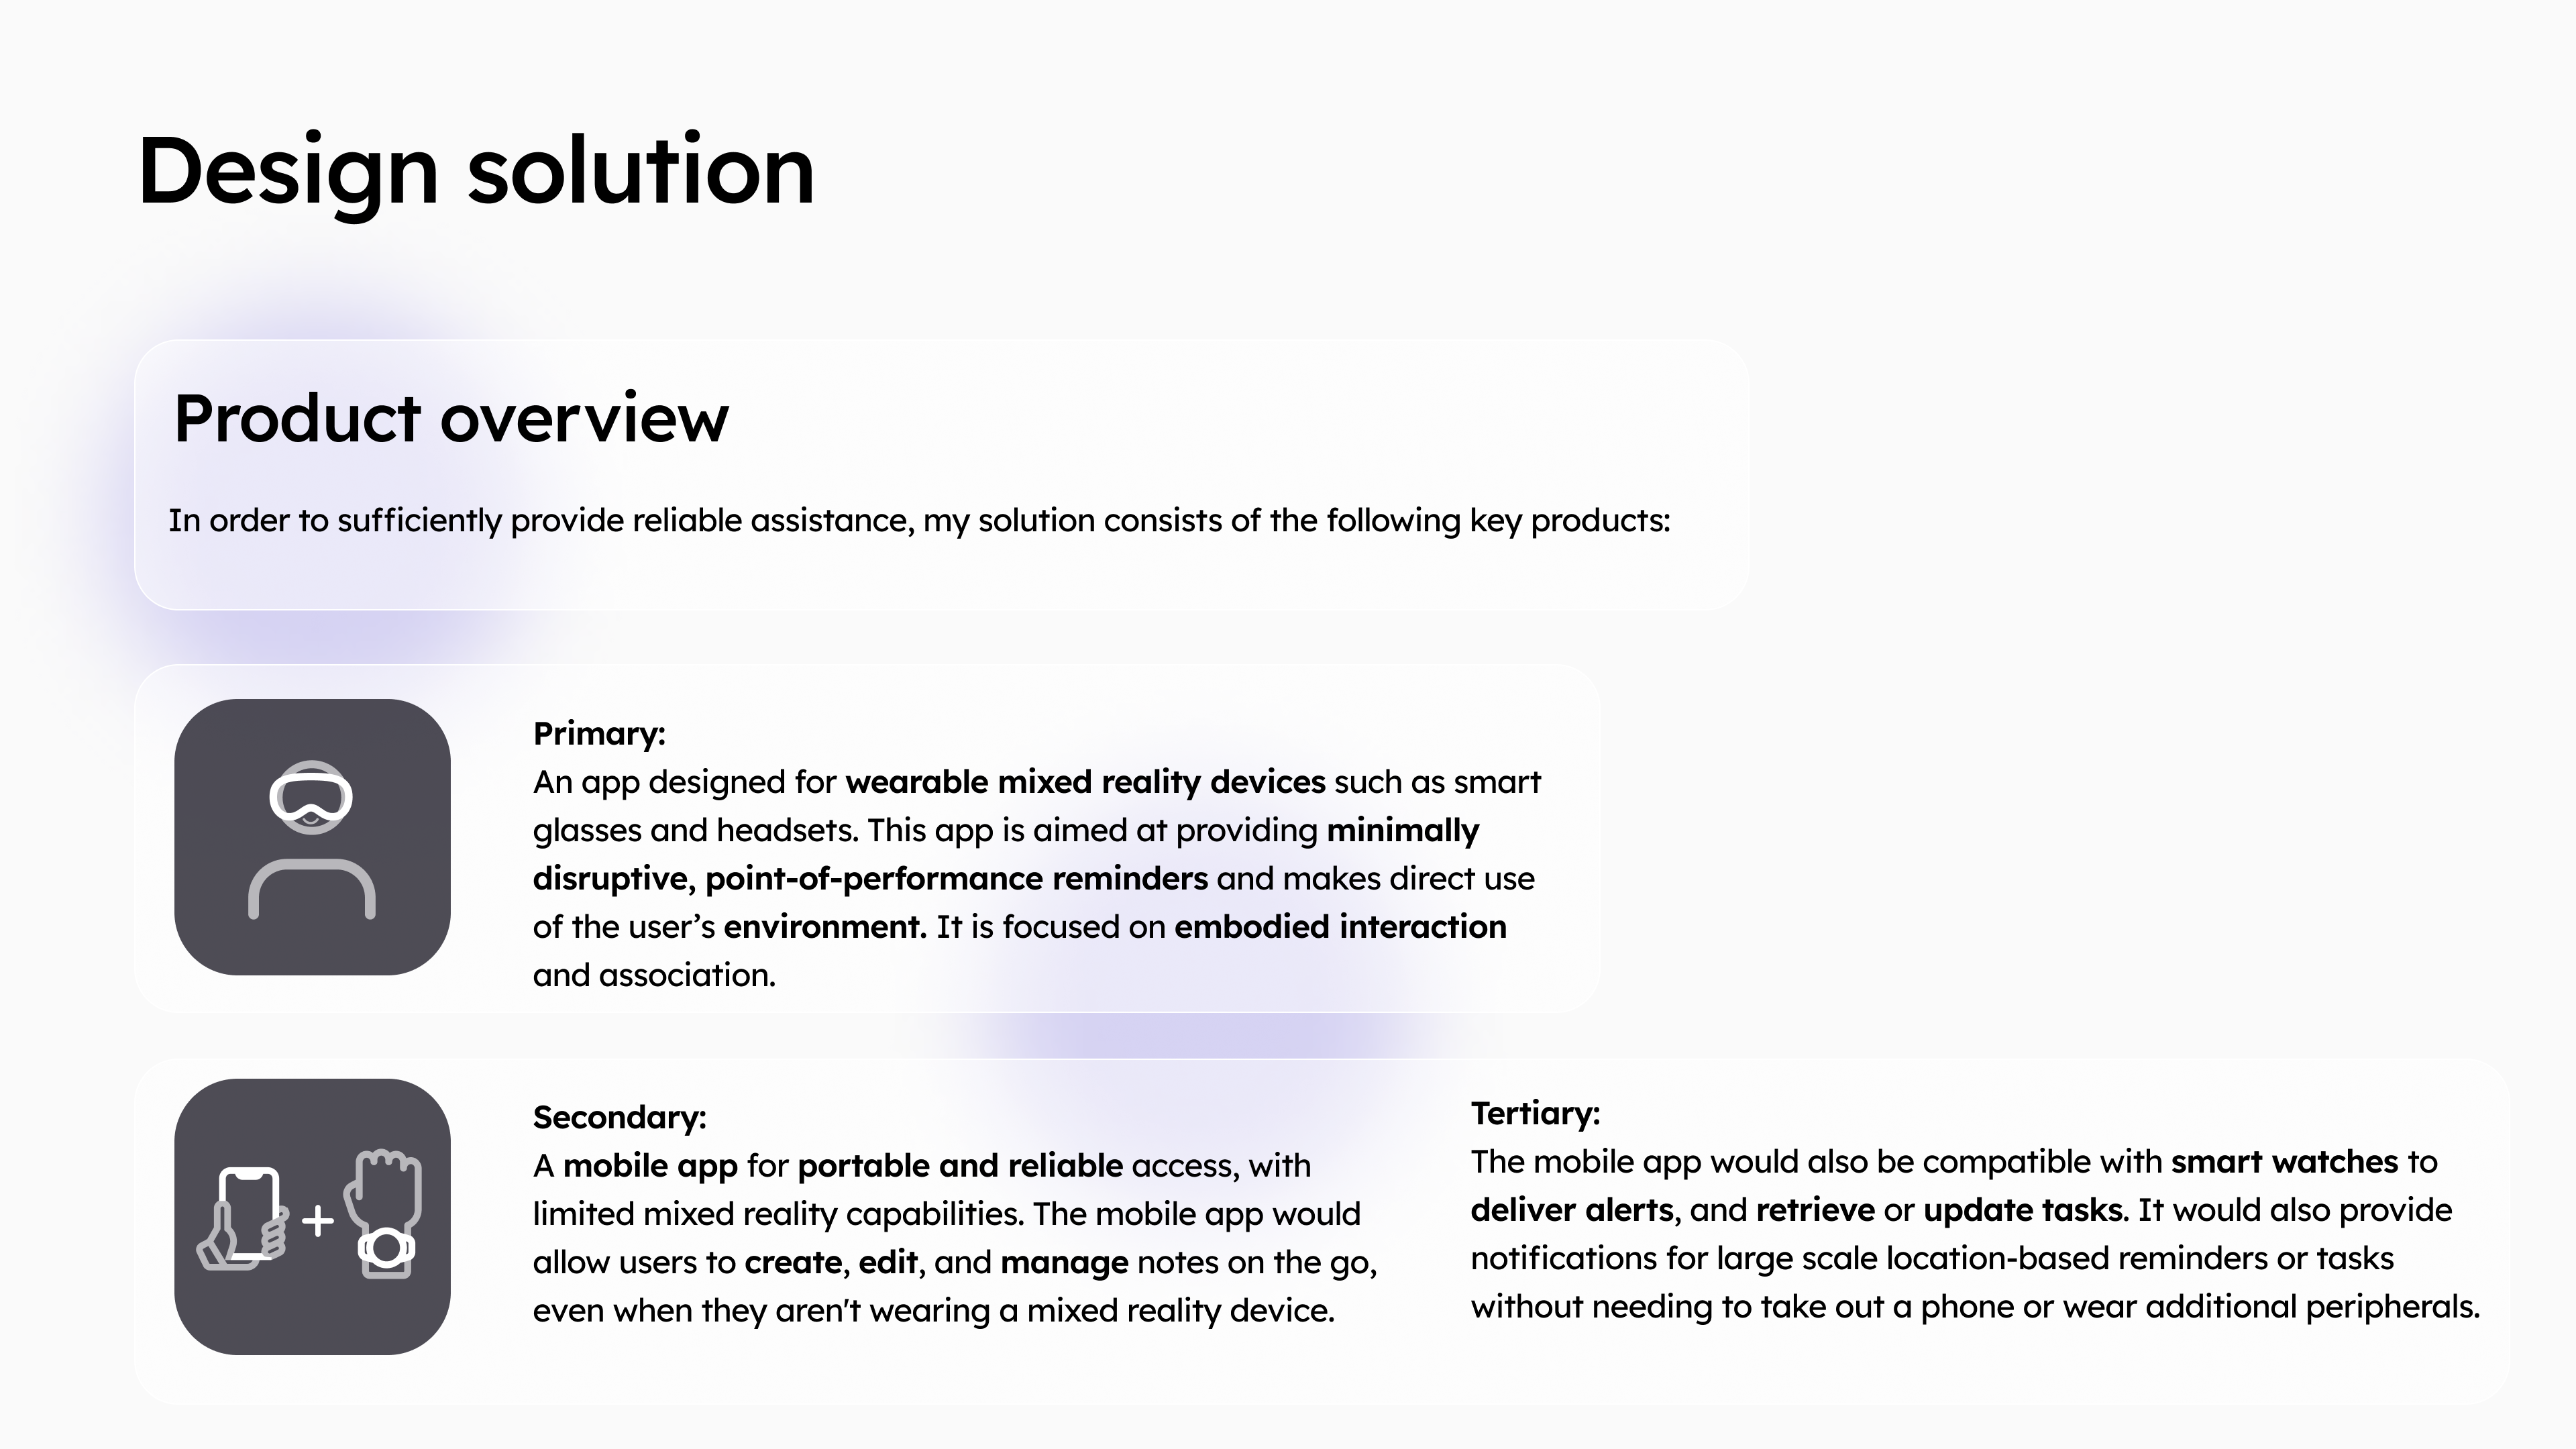 Design solution
Product overview
In order to sufficiently provide reliable assistance, my solution consists of the following key products:
Primary:
An app designed for wearable mixed reality devices such as smart
glasses and headsets. This app is aimed at providing minimally
disruptive, point-of-performance reminders and makes direct use
of the user’s environment. It is focused on embodied interaction
and association.
Secondary:
A mobile app for portable and reliable access, with
limited mixed reality capabilities. The mobile app would
allow users to create, edit, and manage notes on the go,
even when they aren't wearing a mixed reality device.
Tertiary:
The mobile app would also be compatible with smart watches to
deliver alerts, and retrieve or update tasks. It would also provide
notifications for large scale location-based reminders or tasks
without needing to take out a phone or wear additional peripherals.